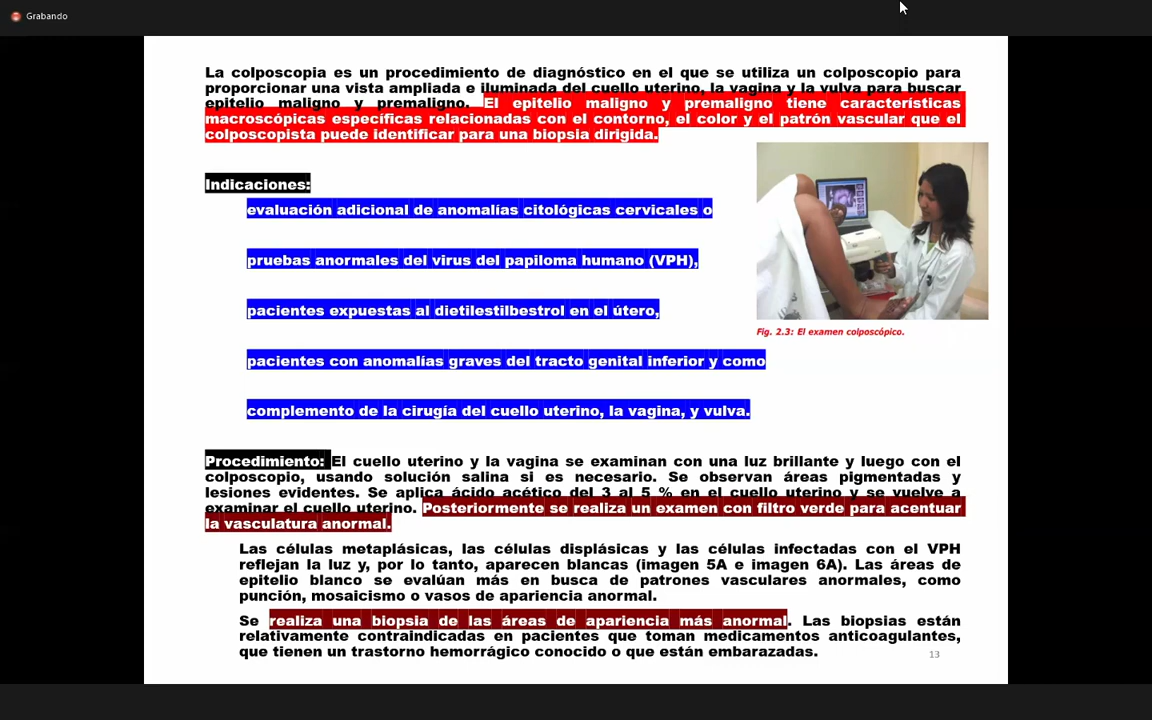 Grabando
La colposcopia es un procedimiento de diagnóstico en el que se utiliza un colposcopio para
proporcionar una vista ampliada e iluminada del cuello uterino, la vagina y la vulva para buscar
epitelio maligno y premaligno. El epitelio maligno y premaligno tiene características
macroscópicas específicas relacionadas con el contorno, el color y el patrón vascular que el
colposcopista puede identificar para una biopsia dirigida.
Indicaciones:
evaluación adicional de anomalías citológicas cervicales o
pruebas anormales del virus del papiloma humano (VPH),
pacientes expuestas al dietilestilbestrol en el útero,
pacientes con anomalías graves del tracto genital inferior y como
complemento de la cirugía del cuello uterino, la vagina, y vulva.
Fig. 2.3: El examen colposcópico.
Procedimiento: El cuello uterino y la vagina se examinan con una luz brillante y luego con el
colposcopio, usando solución salina si es necesario. Se observan áreas pigmentadas y
lesiones evidentes. Se aplica ácido acético del 3 al 5 % en el cuello uterino y se vuelve a
examinar el cuello uterino. Posteriormente se realiza un examen con filtro verde para acentuar
la vasculatura anormal.
Las células metaplásicas, las células displásicas y las células infectadas con el VPH
reflejan la luz y, por lo tanto, aparecen blancas (imagen 5A e imagen 6A). Las áreas de
epitelio blanco se evalúan más en busca de patrones vasculares anormales, como
punción, mosaicismo o vasos de apariencia anormal.
Se realiza una biopsia de las áreas de apariencia más anormal. Las biopsias están
relativamente contraindicadas en pacientes que toman medicamentos anticoagulantes,
que tienen un trastorno hemorrágico conocido o que están embarazadas.
13